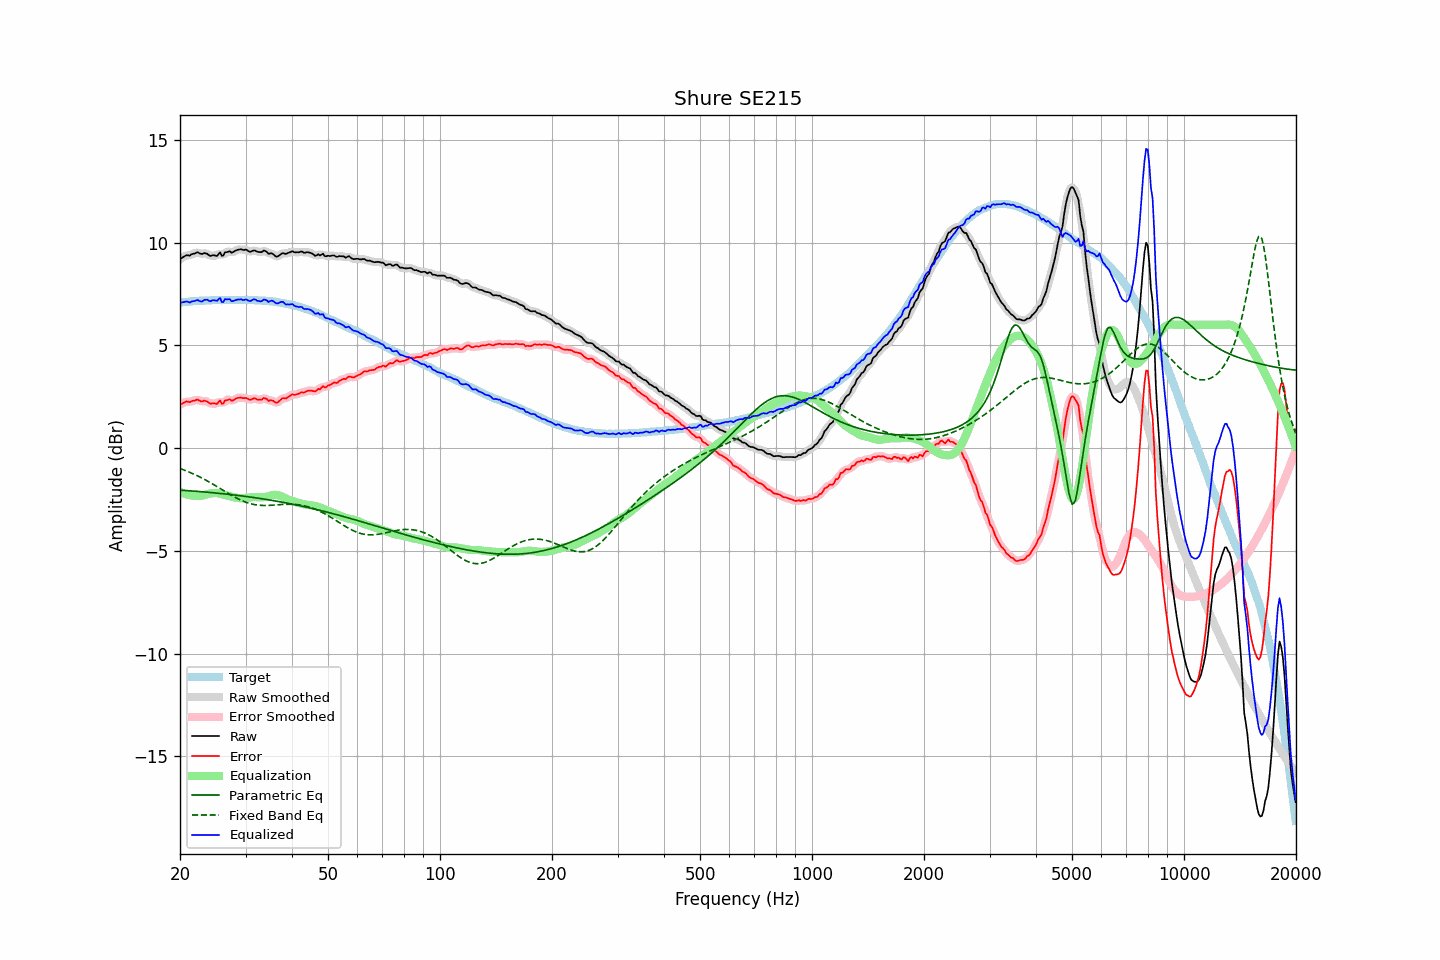 Shure SE215
15
10
5
0
−5
−10
−15
Amplitude (dBr)
Target
Raw Smoothed
Error Smoothed
Raw
Error
Equalization
Parametric Eq
Fixed Band Eq
Equalized
20 50 100 200 500 1000 2000 5000 10000 20000
Frequency (Hz)